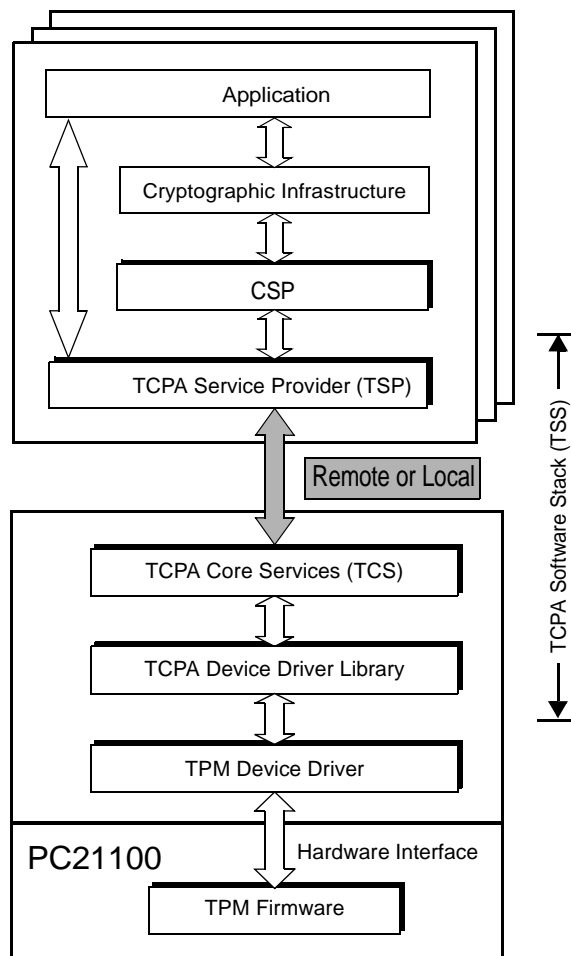 Application
Cryptographic Infrastructure
CSP
TCPA Service Provider (TSP)
Remote or Local
TCPA Software Stack (TSS)
TCPA Core Services (TCS)
TCPA Device Driver Library
TPM Device Driver
PC21100
Hardware Interface
TPM Firmware